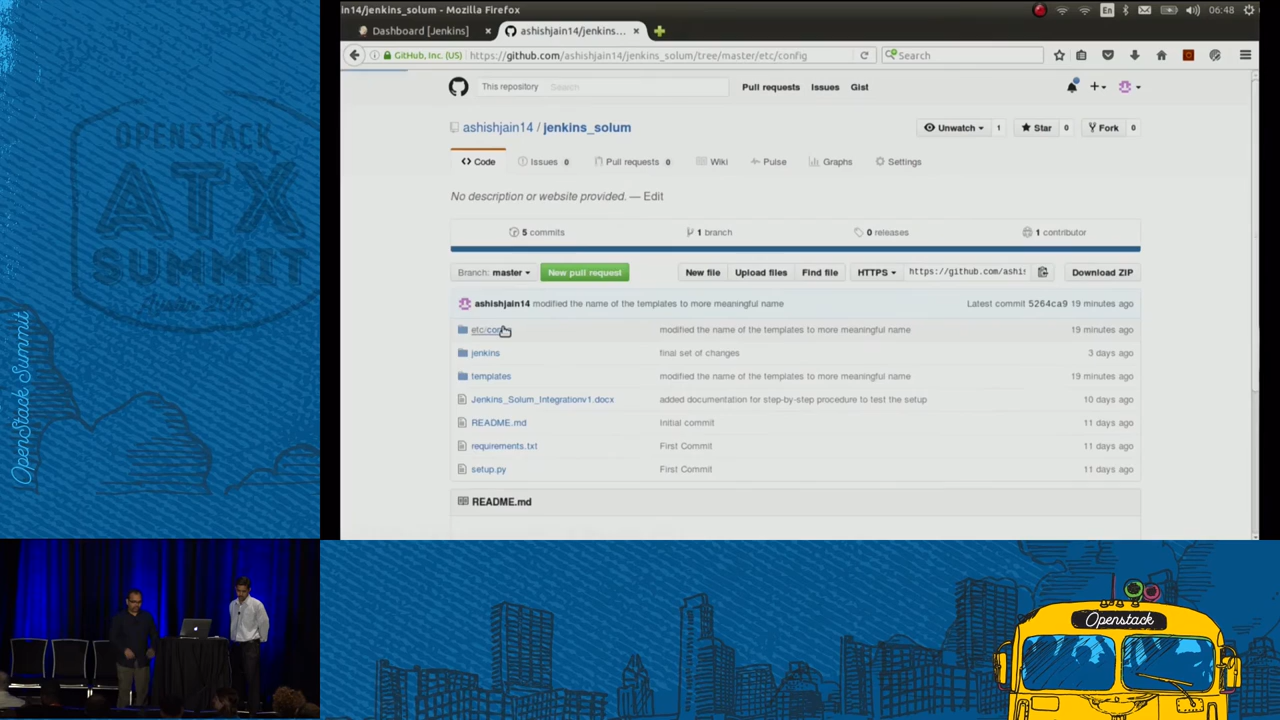 in14/jenkins_solum - Mozilla Firefox
En
06:48
Dashboard [Jenkins]
ashishjain14/jenkins...
GitHub, Inc. (US)
https://github.com/ashishjain14/jenkins_solum/tree/master/etc/config
Search
This repository
Search
Pull requests
Issues
Gist
ashishjain14 / jenkins_solum
Unwatch
1
Star
0
Fork
0
Code
Issues 0
Pull requests 0
Wiki
Pulse
Graphs
Settings
No description or website provided. — Edit
5 commits
1 branch
0 releases
1 contributor
Branch: master
New pull request
New file
Upload files
Find file
HTTPS
https://github.com/ashis
Download ZIP
ashishjain14 modified the name of the templates to more meaningful name
Latest commit 5264ca9 19 minutes ago
modified the name of the templates to more meaningful name
19 minutes ago
jenkins
final set of changes
3 days ago
templates
modified the name of the templates to more meaningful name
19 minutes ago
Jenkins_Solum_Integrationv1.docx
added documentation for step-by-step procedure to test the setup
10 days ago
README.md
Initial commit
11 days ago
requirements.txt
First Commit
11 days ago
setup.py
First Commit
11 days ago
README.md
OPENSTACK
ATX
SUMMIT
OpenStack Summit
Openstack